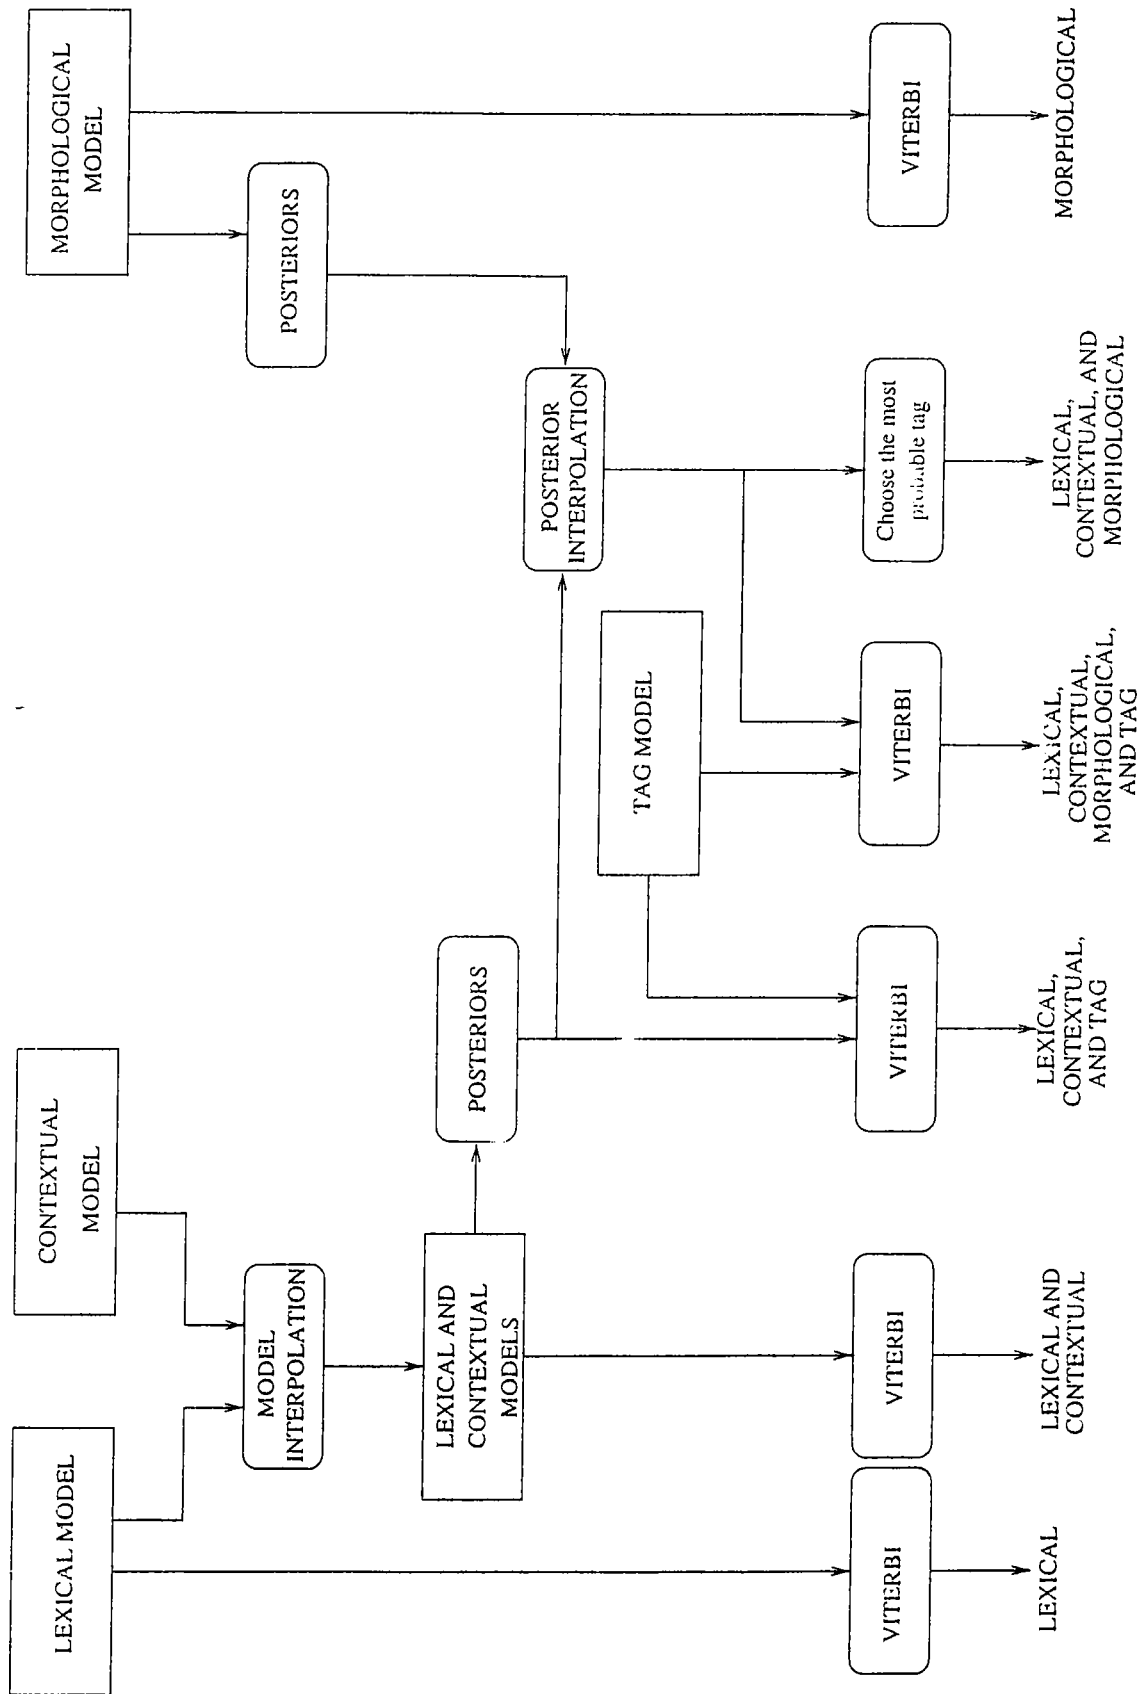 LEXICAL MODEL
CONTEXTUAL
MODEL
MORPHOLOGICAL
MODEL
MODEL
INTERPOLATION
POSTERIORS
LEXICAL AND
CONTEXTUAL
MODELS
POSTERIORS
POSTERIOR
INTERPOLATION
TAG MODEL
VITERBI
VITERBI
VITERBI
VITERBI
Choose the most
probable tag
VITERBI
LEXICAL
LEXICAL AND
CONTEXTUAL
LEXICAL,
CONTEXTUAL,
AND TAG
LEXICAL,
CONTEXTUAL,
MORPHOLOGICAL,
AND TAG
LEXICAL,
CONTEXTUAL, AND
MORPHOLOGICAL
MORPHOLOGICAL